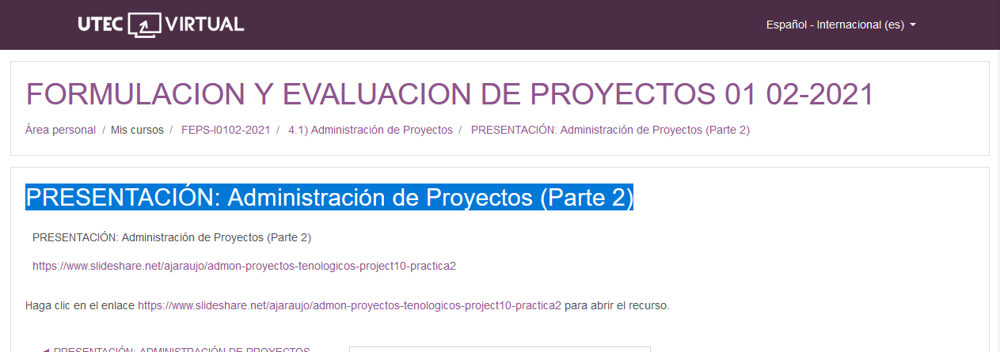 UTEC VIRTUAL
Español - Internacional (es)
FORMULACION Y EVALUACION DE PROYECTOS 01 02-2021
Área personal / Mis cursos / FEPS-I0102-2021 / 4.1) Administración de Proyectos / PRESENTACIÓN: Administración de Proyectos (Parte 2)
PRESENTACIÓN: Administración de Proyectos (Parte 2)
PRESENTACIÓN: Administración de Proyectos (Parte 2)
https://www.slideshare.net/ajaraujo/admon-proyectos-tenologicos-project10-practica2
Haga clic en el enlace https://www.slideshare.net/ajaraujo/admon-proyectos-tenologicos-project10-practica2 para abrir el recurso.
◄ PRESENTACIÓN: ADMINISTRACIÓN DE PROYECTOS